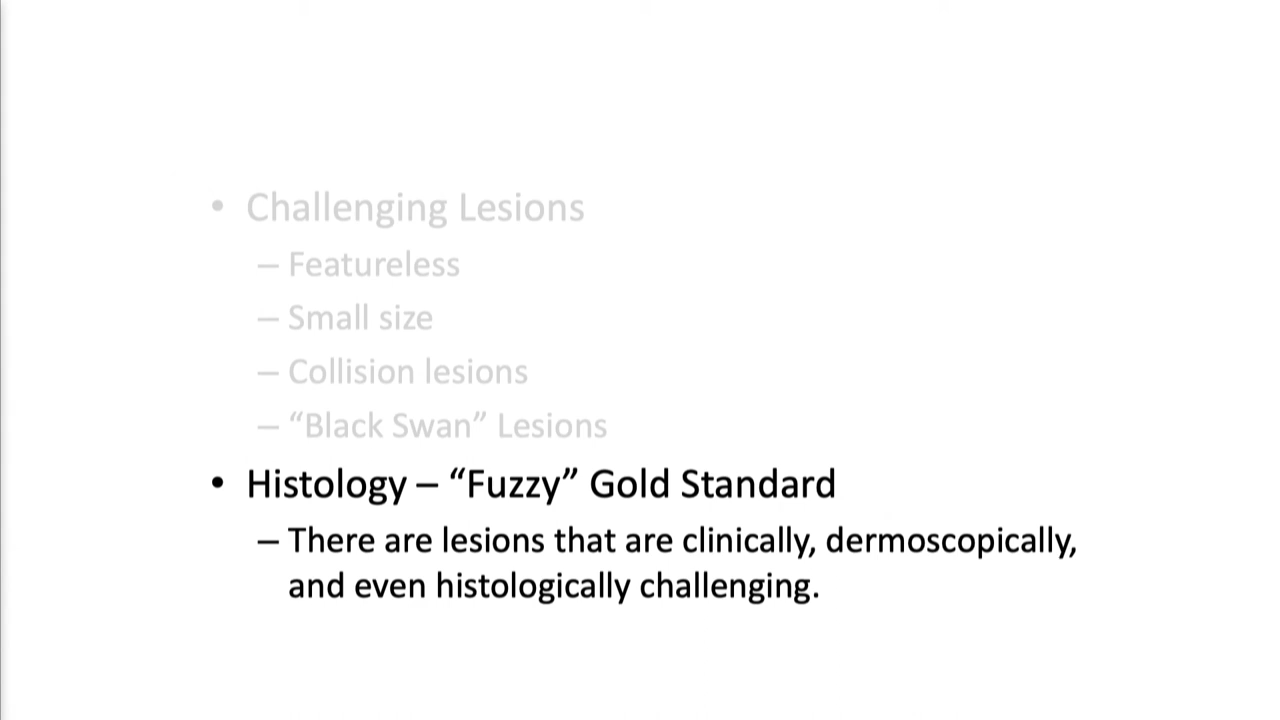 • Challenging Lesions
– Featureless
– Small size
– Collision lesions
– “Black Swan” Lesions
• Histology – “Fuzzy” Gold Standard
– There are lesions that are clinically, dermoscopically,
and even histologically challenging.